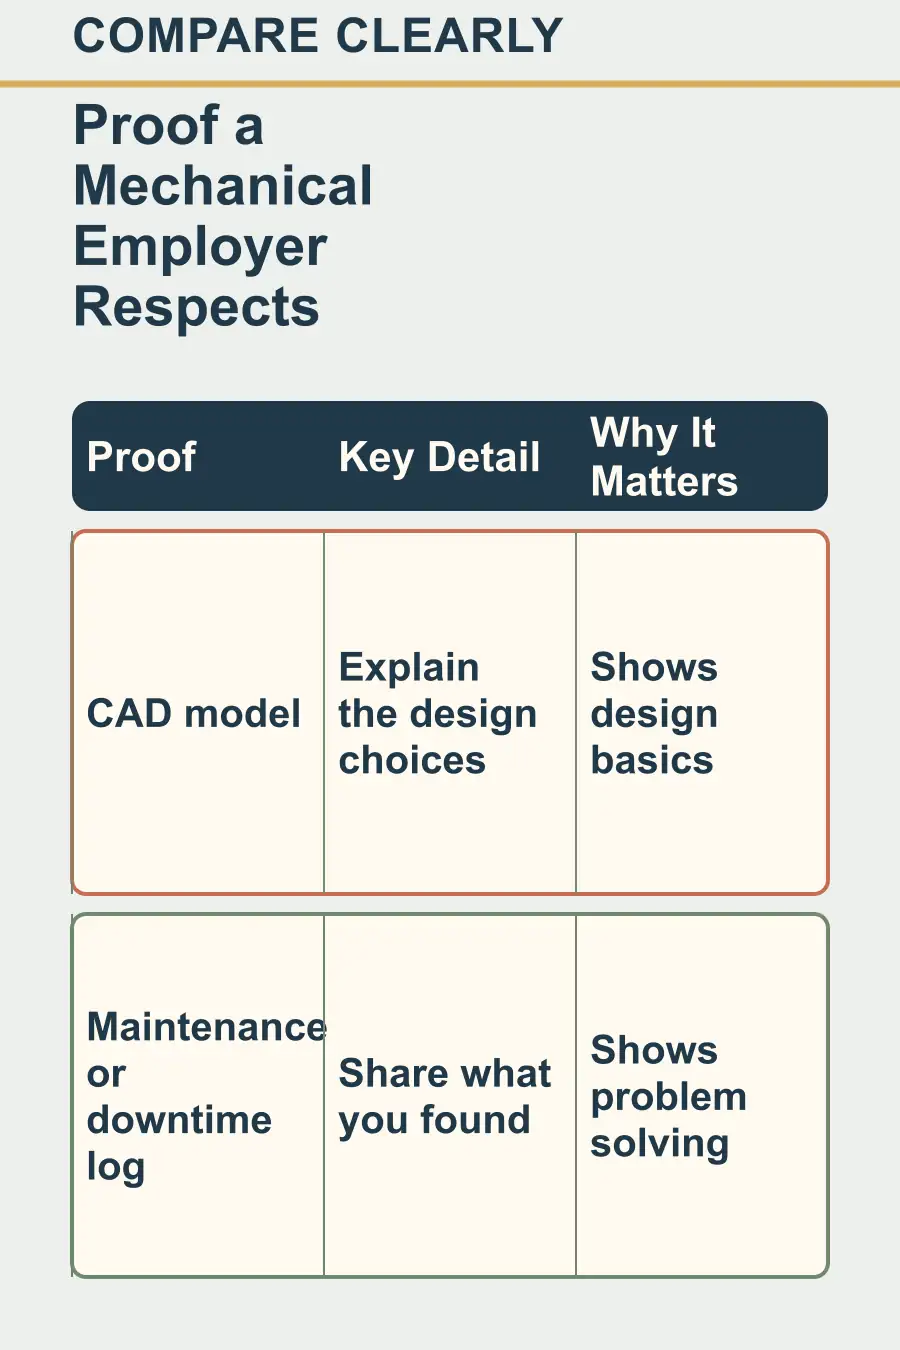 COMPARE CLEARLY
Proof a
Mechanical
Employer
Respects
Proof
Key Detail
Why It
Matters
CAD model
Explain
the design
choices
Shows
design
basics
Maintenance
or
downtime
log
Share what
you found
Shows
problem
solving